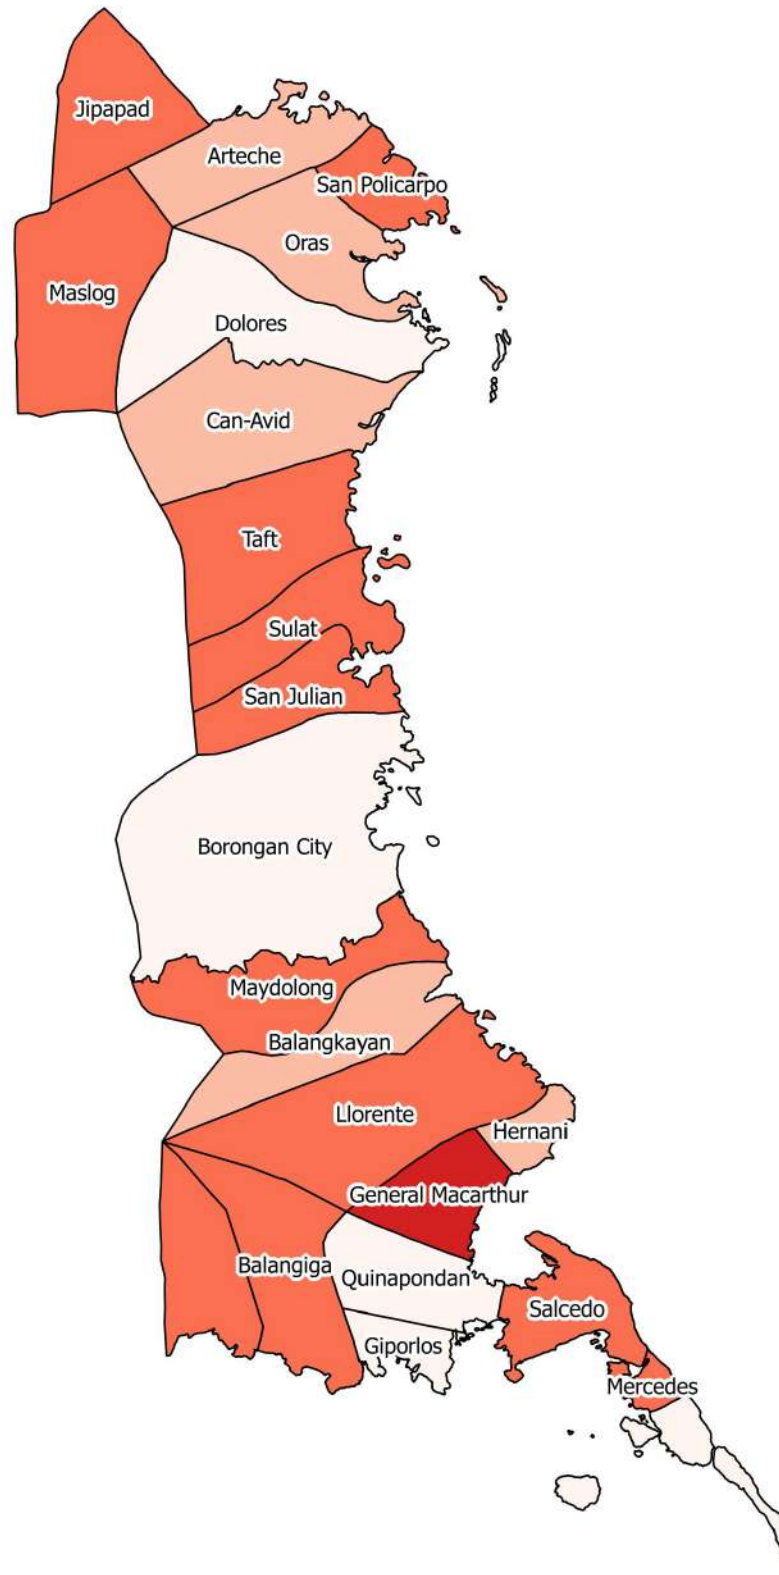 Jipapad
Arteche
San Policarpo
Oras
Maslog
Dolores
Can-Avid
Taft
Sulat
San Julian
Borongan City
Maydolong
Balangkayan
Llorente
Hernani
General Macarthur
Balangiga
Quinapondan
Salcedo
Giporlos
Mercedes